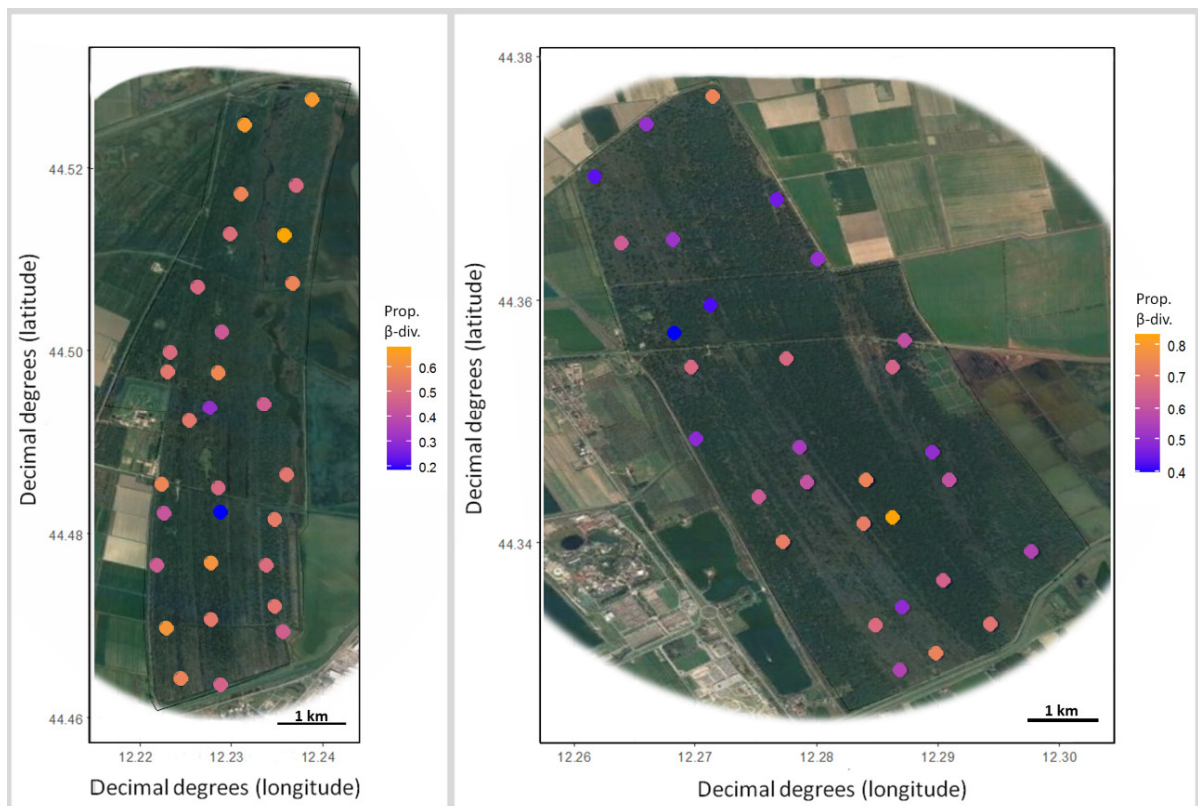 44.52
44.50
44.48
44.46
Decimal degrees (latitude)
12.22 12.23 12.24
Decimal degrees (longitude)
1 km
Prop.
β-div.
0.6
0.5
0.4
0.3
0.2
44.38
44.36
44.34
Decimal degrees (latitude)
12.26 12.27 12.28 12.29 12.30
Decimal degrees (longitude)
1 km
Prop.
β-div.
0.8
0.7
0.6
0.5
0.4